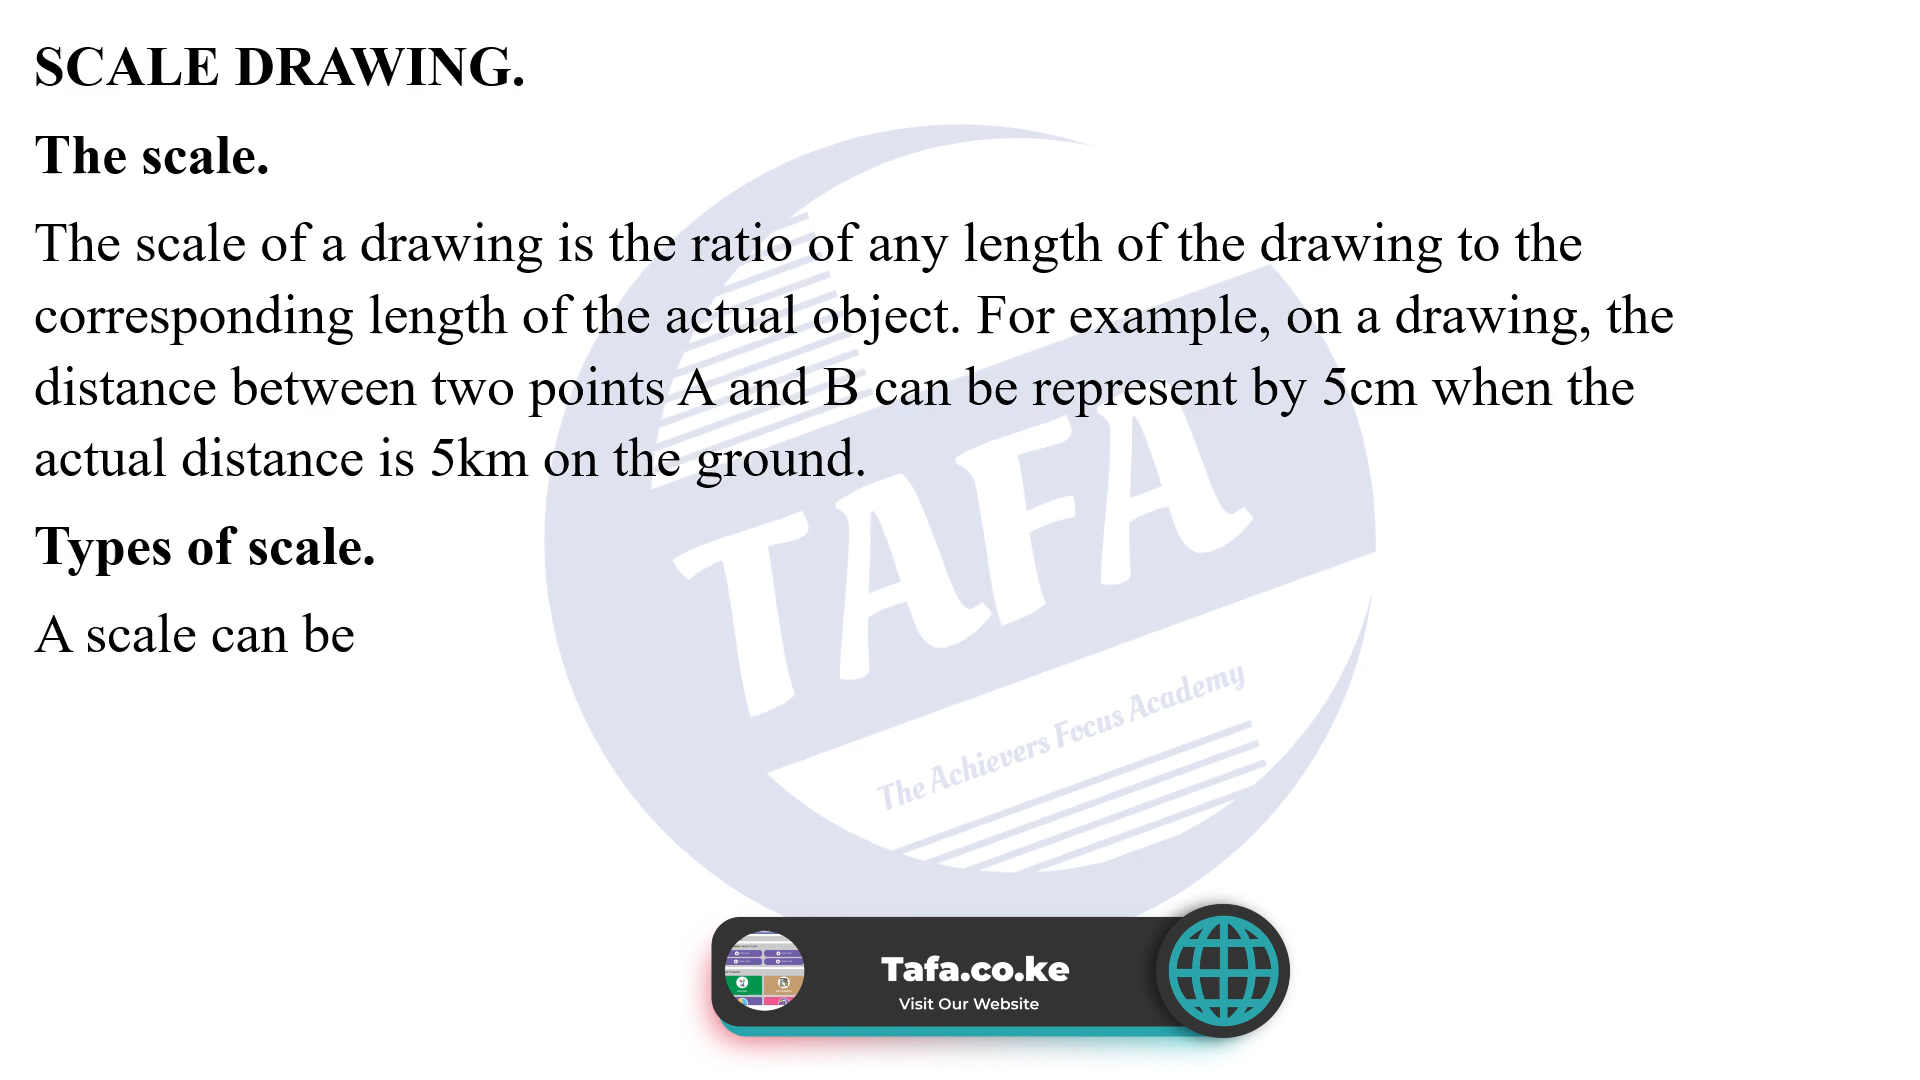 SCALE DRAWING.
The scale.
The scale of a drawing is the ratio of any length of the drawing to the
corresponding length of the actual object. For example, on a drawing, the
distance between two points A and B can be represent by 5cm when the
actual distance is 5km on the ground.
Types of scale.
A scale can be
TAFA
The Achievers Focus Academy
Tafa.co.ke
Visit Our Website